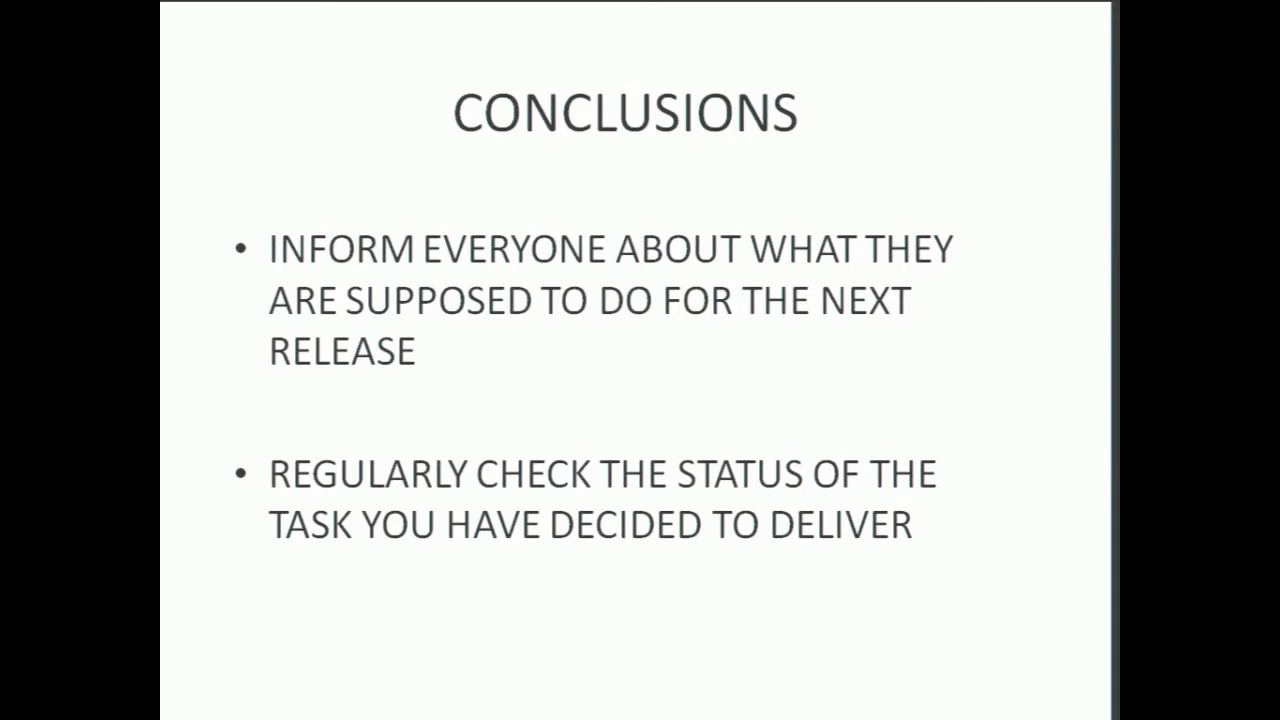 CONCLUSIONS
• INFORM EVERYONE ABOUT WHAT THEY
ARE SUPPOSED TO DO FOR THE NEXT
RELEASE
• REGULARLY CHECK THE STATUS OF THE
TASK YOU HAVE DECIDED TO DELIVER